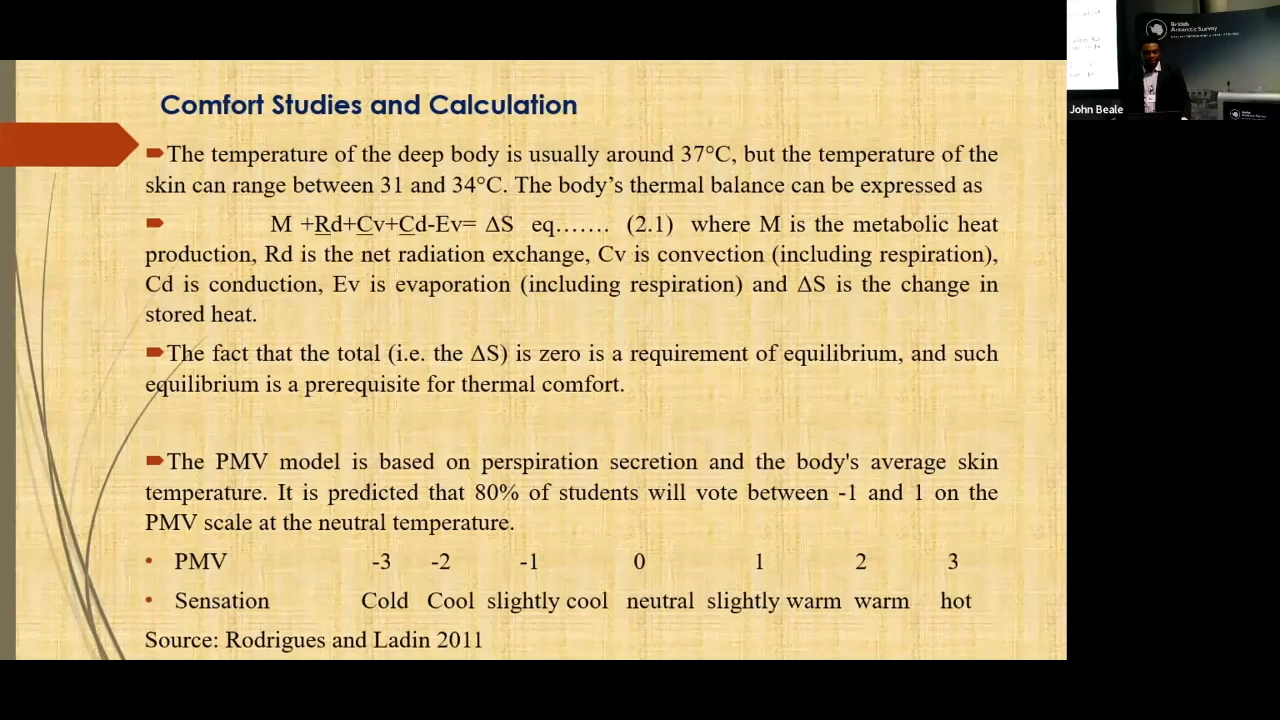 Comfort Studies and Calculation
The temperature of the deep body is usually around 37°C, but the temperature of the
skin can range between 31 and 34°C. The body’s thermal balance can be expressed as
M +Rd+Cv+Cd-Ev= ΔS eq……. (2.1) where M is the metabolic heat
production, Rd is the net radiation exchange, Cv is convection (including respiration),
Cd is conduction, Ev is evaporation (including respiration) and ΔS is the change in
stored heat.
The fact that the total (i.e. the ΔS) is zero is a requirement of equilibrium, and such
equilibrium is a prerequisite for thermal comfort.
The PMV model is based on perspiration secretion and the body's average skin
temperature. It is predicted that 80% of students will vote between -1 and 1 on the
PMV scale at the neutral temperature.
• PMV -3 -2 -1 0 1 2 3
• Sensation Cold Cool slightly cool neutral slightly warm warm hot
Source: Rodrigues and Ladin 2011
British
Antarctic Survey
John Beale